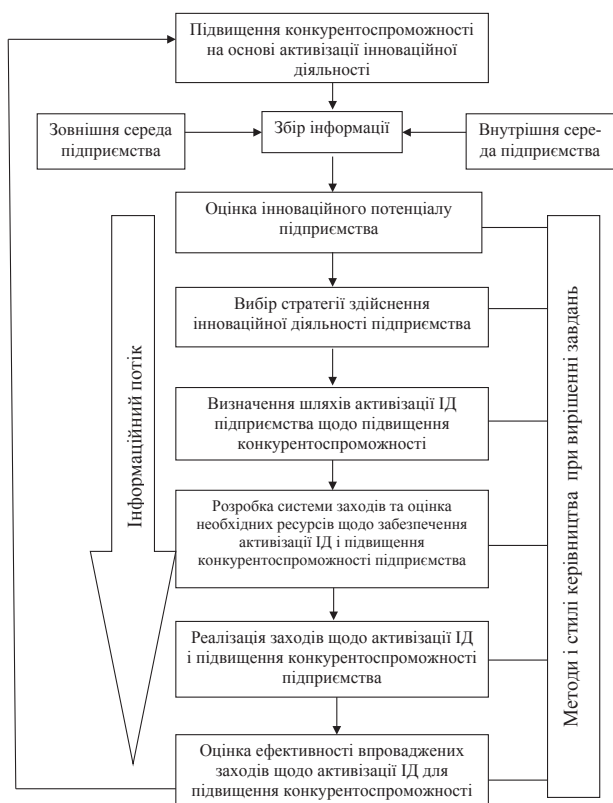 Підвищення конкурентоспроможності
на основі активізації інноваційної
діяльності
Зовнішня середа
підприємства
Збір інформації
Внутрішня сере-
да підприємства
Оцінка інноваційного потенціалу
підприємства
Вибір стратегії здійснення
інноваційної діяльності підприємства
Визначення шляхів активізації ІД
підприємства щодо підвищення
конкурентоспроможності
Розробка системи заходів та оцінка
необхідних ресурсів щодо забезпечення
активізації ІД і підвищення
конкурентоспроможності підприємства
Реалізація заходів щодо активізації ІД
і підвищення конкурентоспроможності
підприємства
Оцінка ефективності впроваджених
заходів щодо активізації ІД для
підвищення конкурентоспроможності
Інформаційний потік
Методи і стилі керівництва при вирішенні завдань